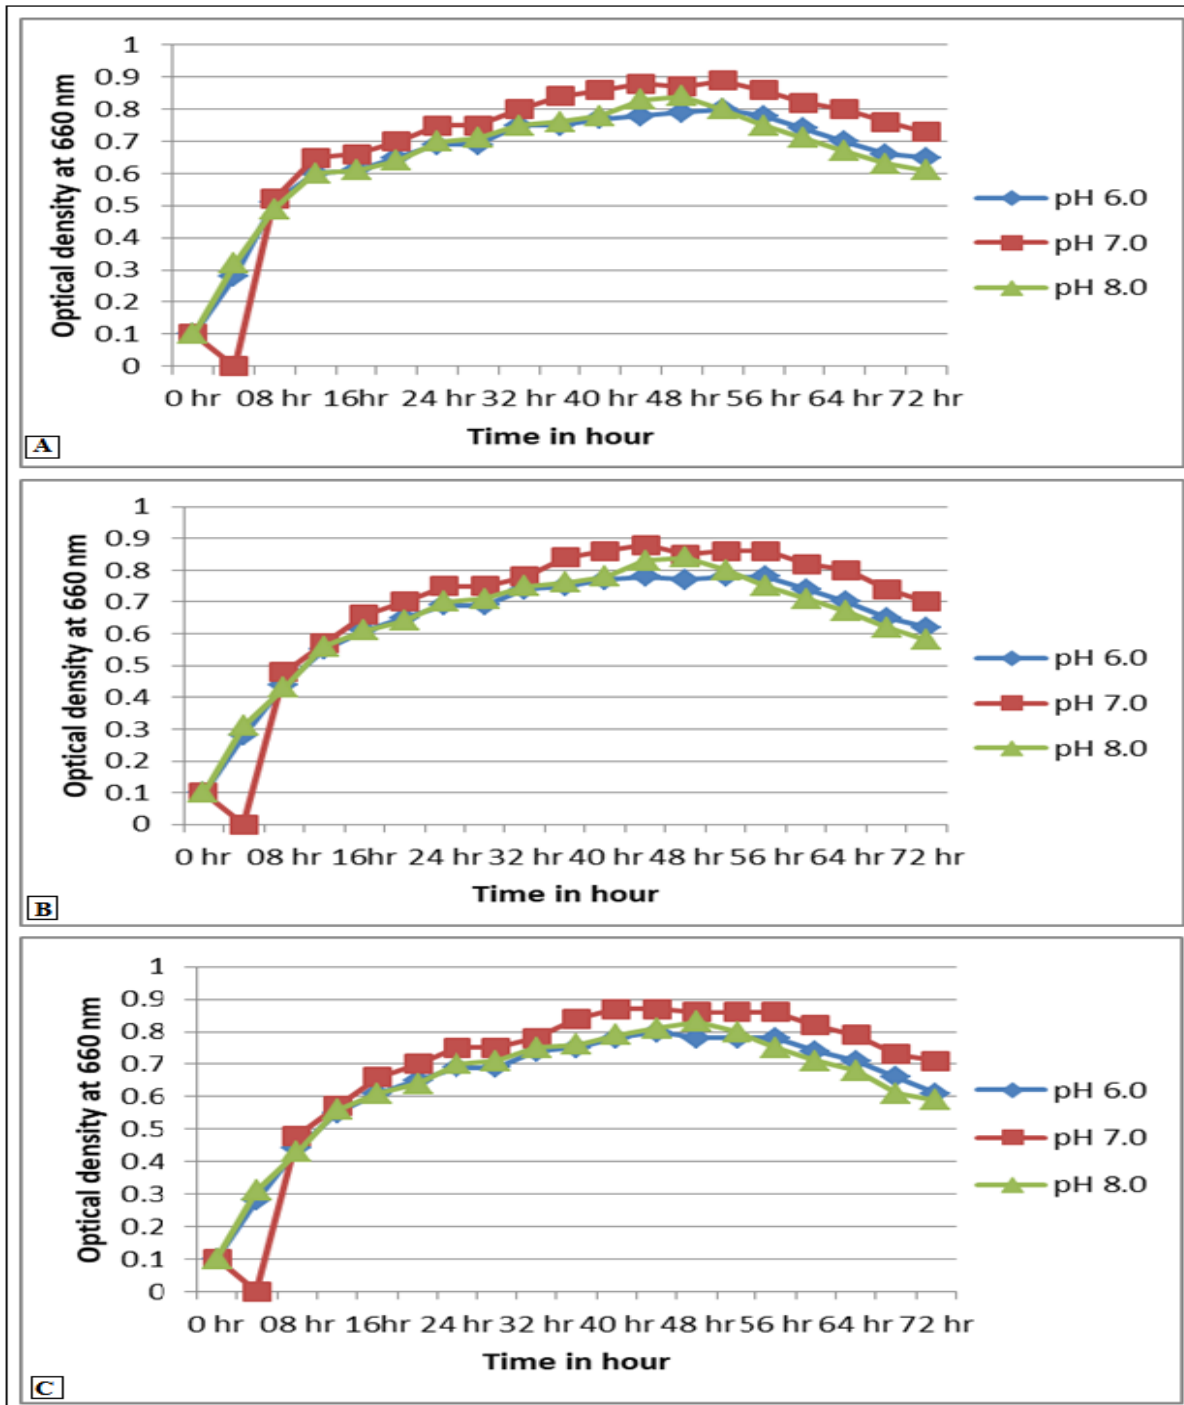 1
0.9
0.8
0.7
0.6
0.5
0.4
0.3
0.2
0.1
0
Optical density at 660 nm
0 hr 08 hr 16hr 24 hr 32 hr 40 hr 48 hr 56 hr 64 hr 72 hr
Time in hour
pH 6.0
pH 7.0
pH 8.0
A
1
0.9
0.8
0.7
0.6
0.5
0.4
0.3
0.2
0.1
0
Optical density at 660 nm
0 hr 08 hr 16hr 24 hr 32 hr 40 hr 48 hr 56 hr 64 hr 72 hr
Time in hour
pH 6.0
pH 7.0
pH 8.0
B
1
0.9
0.8
0.7
0.6
0.5
0.4
0.3
0.2
0.1
0
Optical density at 660 nm
0 hr 08 hr 16hr 24 hr 32 hr 40 hr 48 hr 56 hr 64 hr 72 hr
Time in hour
pH 6.0
pH 7.0
pH 8.0
C